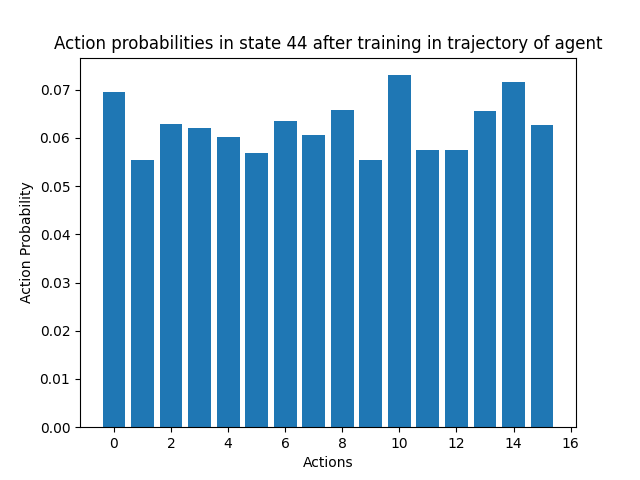 Action probabilities in state 44 after training in trajectory of agent
0.07
0.06
0.05
0.04
0.03
0.02
0.01
0.00
Action Probability
0 2 4 6 8 10 12 14 16
Actions